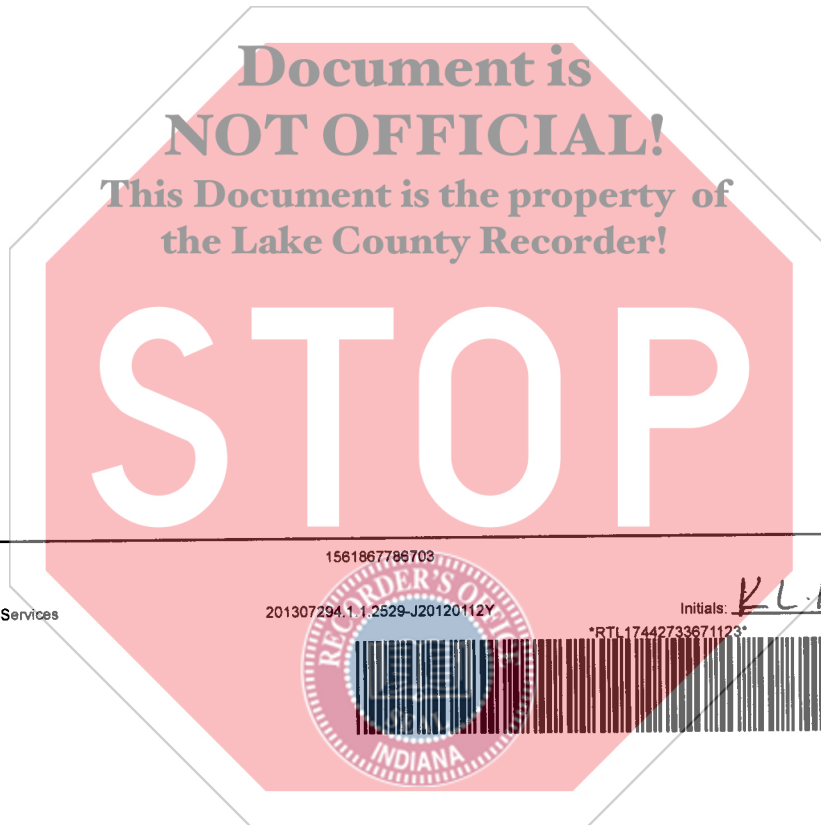 Document is
NOT OFFICIAL!
This Document is the property of
the Lake County Recorder!
STOP
1561867786703
Services
201307294.1.1.2529-J20120112Y
Initials: K L.
*RTL17442733671123*
RECORDER'S OFFICE
SEAL
INDIANA